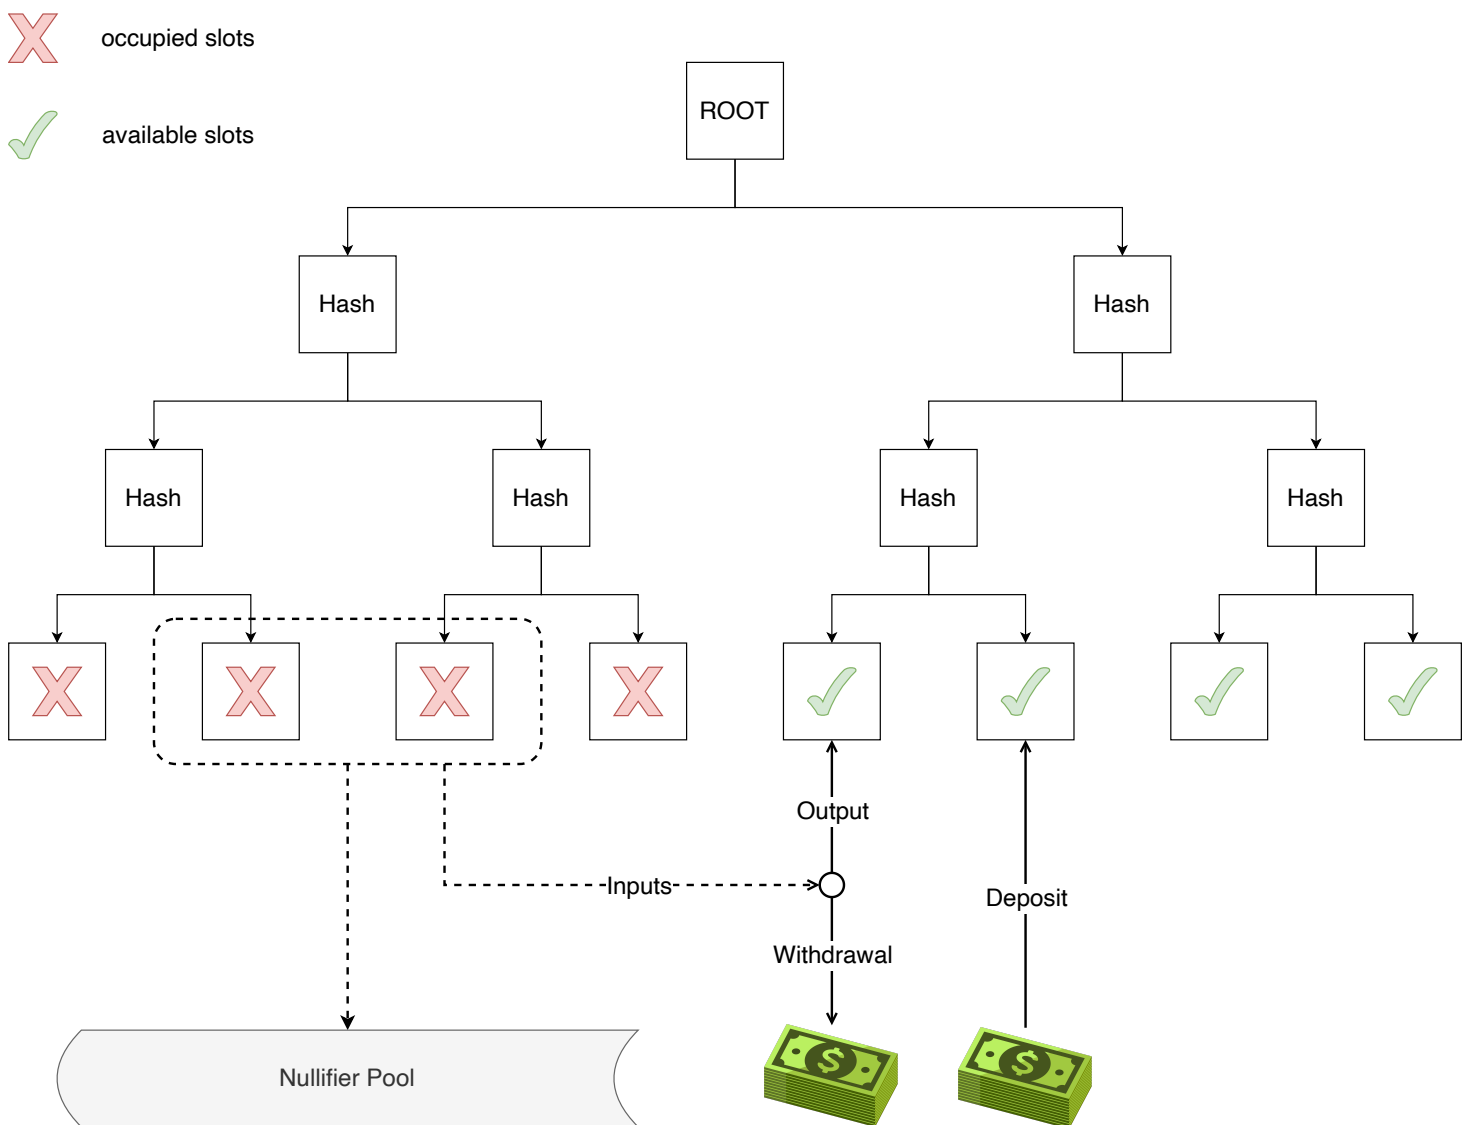 occupied slots
available slots
ROOT
Hash
Hash
Hash
Hash
Hash
Hash
Output
Inputs
Deposit
Withdrawal
Nullifier Pool
$
$